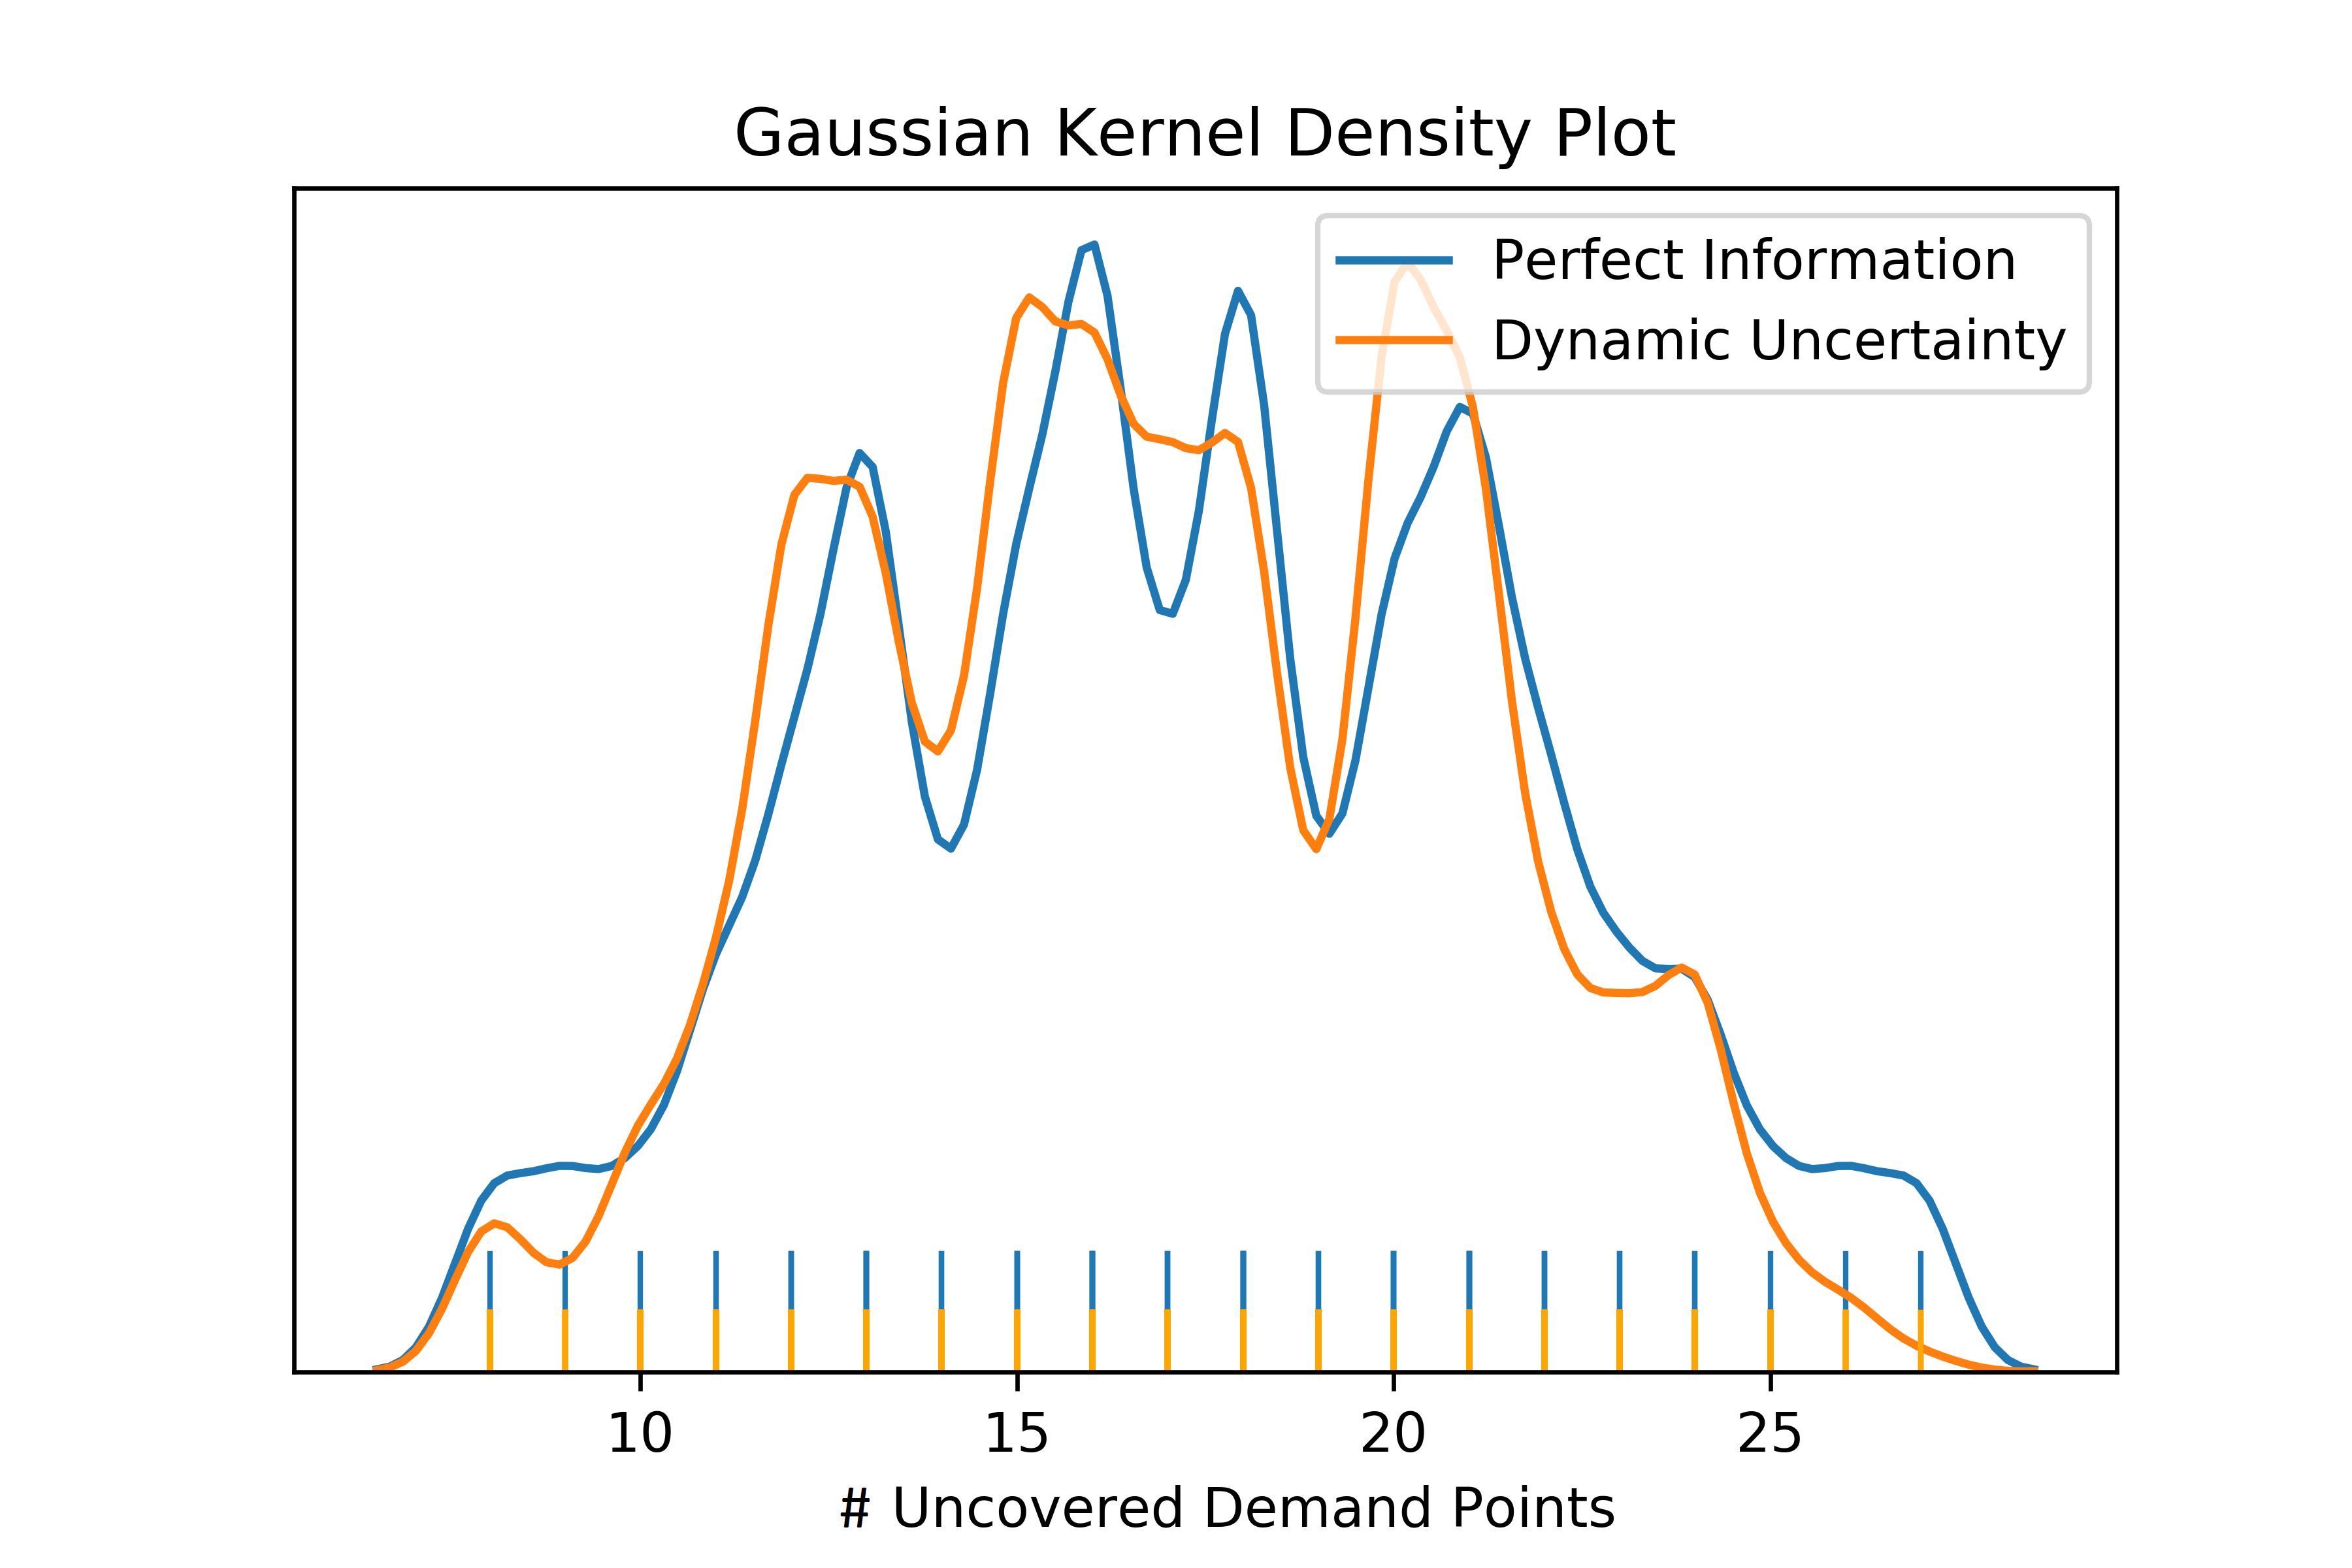 Gaussian Kernel Density Plot
Perfect Information
Dynamic Uncertainty
10 15 20 25
# Uncovered Demand Points